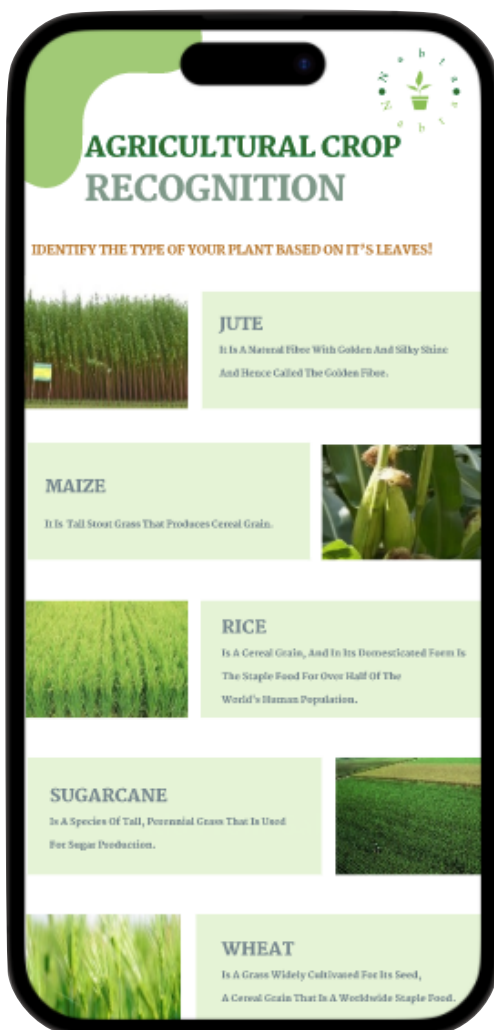 Nabta
Nabta
AGRICULTURAL CROP
RECOGNITION
IDENTIFY THE TYPE OF YOUR PLANT BASED ON IT'S LEAVES!
JUTE
It Is A Natural Fibre With Golden And Silky Shine
And Hence Called The Golden Fibre.
MAIZE
It Is Tall Stout Grass That Produces Cereal Grain.
RICE
Is A Cereal Grain, And In Its Domesticated Form Is
The Staple Food For Over Half Of The
World's Human Population.
SUGARCANE
Is A Species Of Tall, Perennial Grass That Is Used
For Sugar Production.
WHEAT
Is A Grass Widely Cultivated For Its Seed,
A Cereal Grain That Is A Worldwide Staple Food.